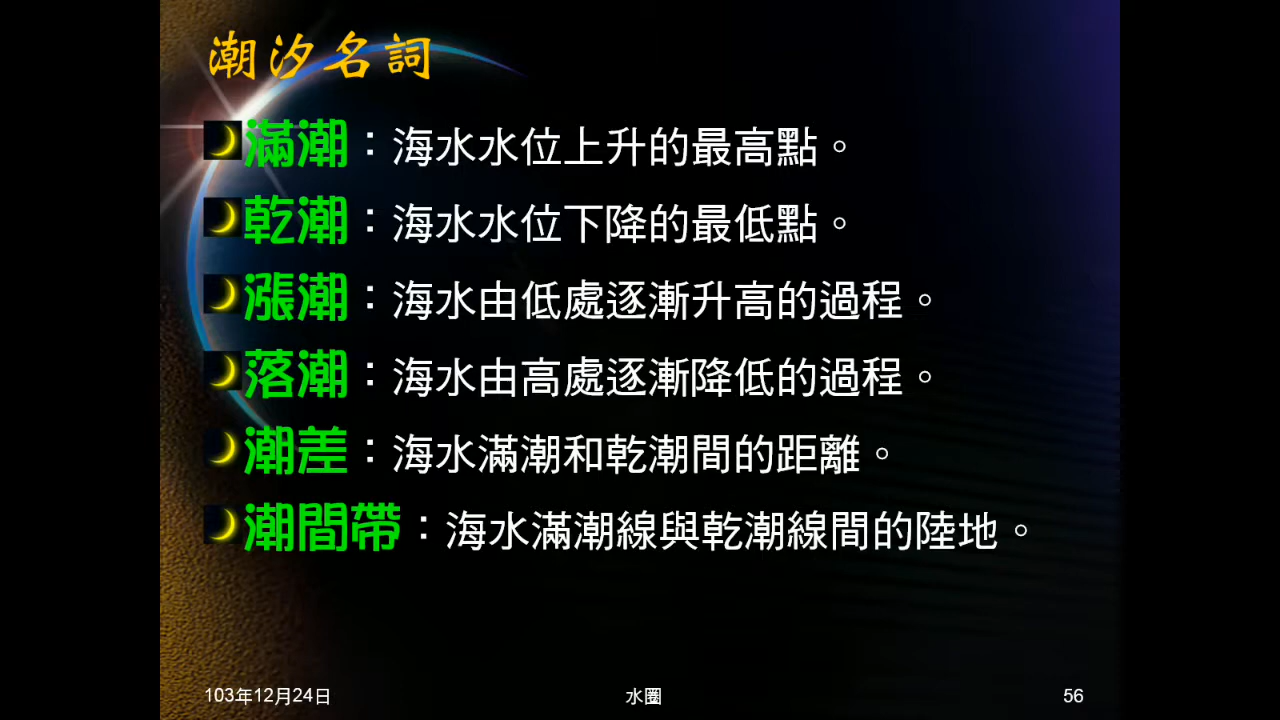 潮汐名詞
滿潮：海水水位上升的最高點。
乾潮：海水水位下降的最低點。
漲潮：海水由低處逐漸升高的過程。
落潮：海水由高處逐漸降低的過程。
潮差：海水滿潮和乾潮間的距離。
潮間帶：海水滿潮線與乾潮線間的陸地。
103年12月24日 水圈 56